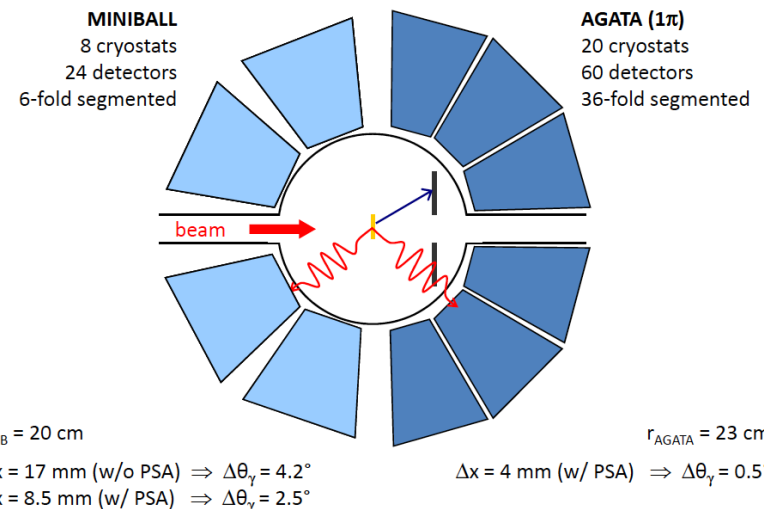 MINIBALL
8 cryostats
24 detectors
6-fold segmented
AGATA (1π)
20 cryostats
60 detectors
36-fold segmented
beam
B = 20 cm
r AGATA = 23 cm
x = 17 mm (w/o PSA) ⇒ Δθγ = 4.2°
x = 8.5 mm (w/ PSA) ⇒ Δθγ = 2.5°
Δx = 4 mm (w/ PSA) ⇒ Δθγ = 0.5